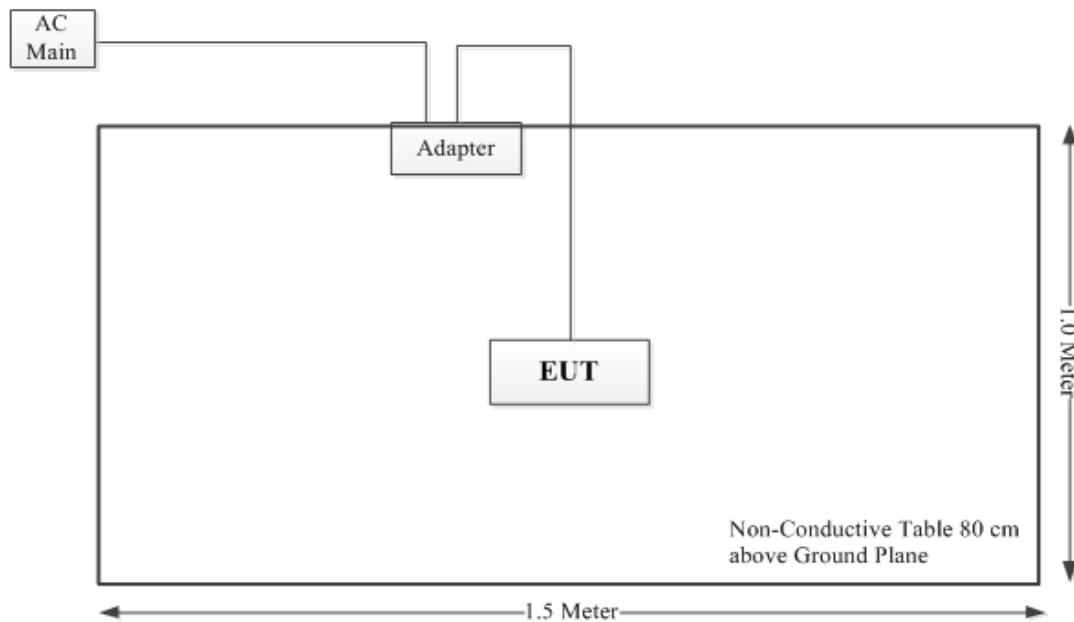 AC
Main
Adapter
EUT
1.0 Meter
Non-Conductive Table 80 cm
above Ground Plane
1.5 Meter